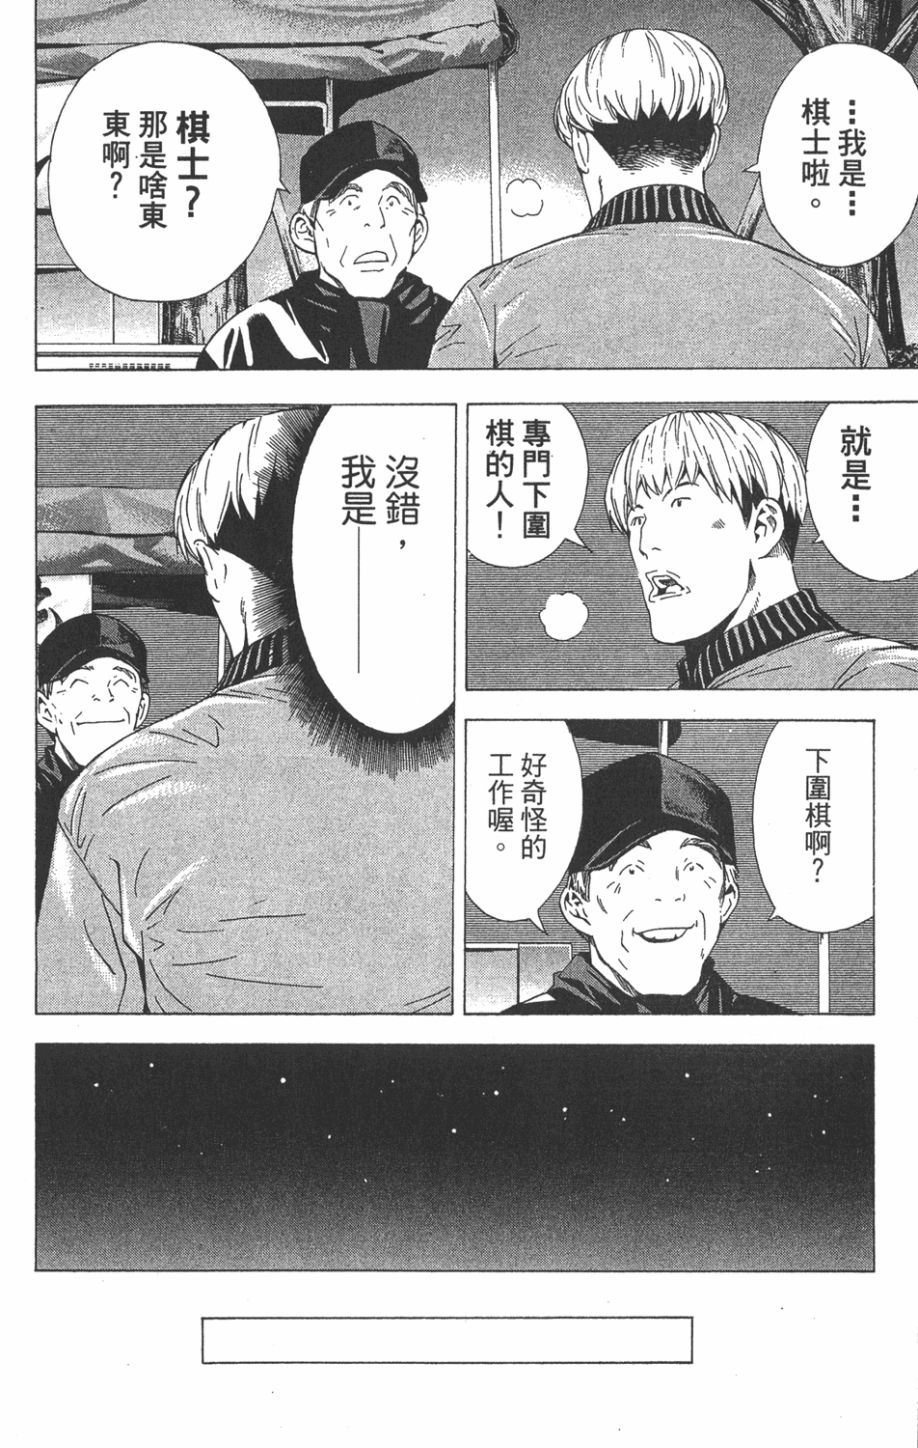 ⋯我是⋯
棋士啦。
棋士？
那是啥東
東啊？
就是⋯
專門下圍
棋的人！
下圍棋啊？
好奇怪的
工作喔。
沒錯，
我是——